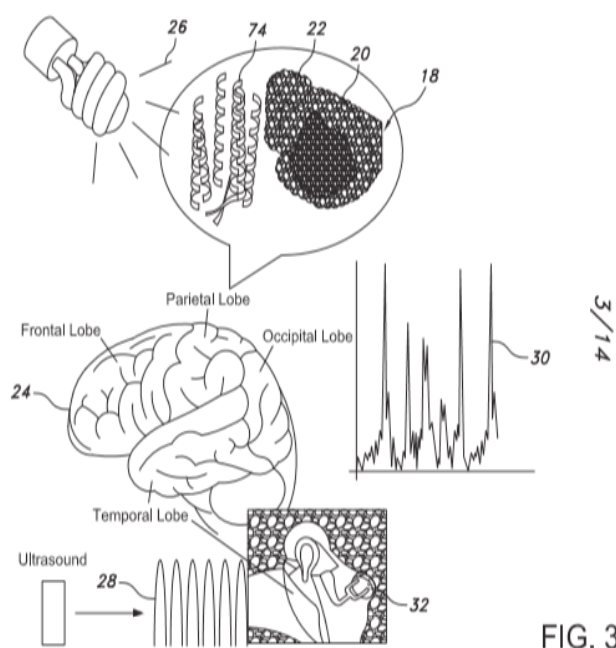 26
74
22
20
18
Parietal Lobe
Frontal Lobe
Occipital Lobe
24
30
3/14
Temporal Lobe
Ultrasound
28
32
FIG. 3